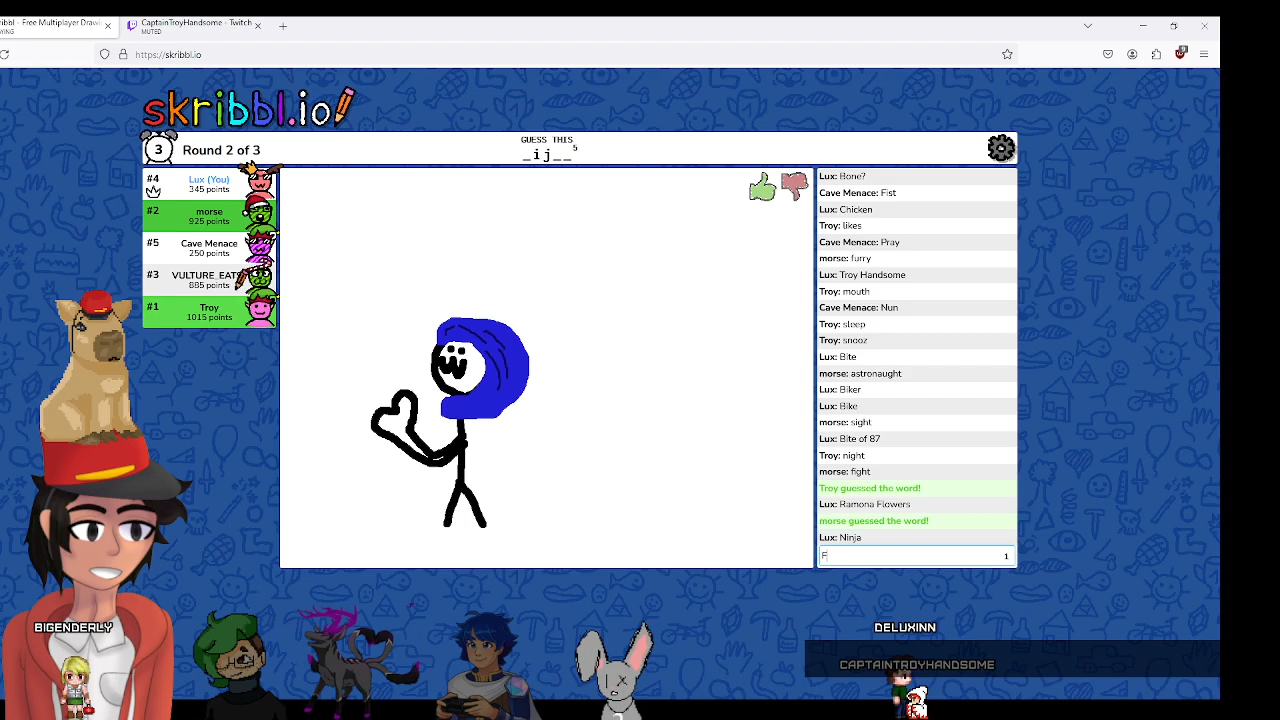 ribbl - Free Multiplayer Drawi
YING
CaptainTroyHandsome - Twitch
MUTED
https://skribbl.io
skribbl.io
3
Round 2 of 3
GUESS THIS
_ij__ 5
#4
Lux (You)
345 points
#2
morse
925 points
#5
Cave Menace
250 points
#3
VULTURE_EATS
885 points
#1
Troy
1015 points
Lux: Bone?
Cave Menace: Fist
Lux: Chicken
Troy: likes
Cave Menace: Pray
morse: furry
Lux: Troy Handsome
Troy: mouth
Cave Menace: Nun
Troy: sleep
Troy: snooz
Lux: Bite
morse: astronaught
Lux: Biker
Lux: Bike
morse: sight
Lux: Bite of 87
Troy: night
morse: fight
Troy guessed the word!
Lux: Ramona Flowers
morse guessed the word!
Lux: Ninja
F
1
BIGENDERLY
DELUXINN
CAPTAINTROYHANDSOME